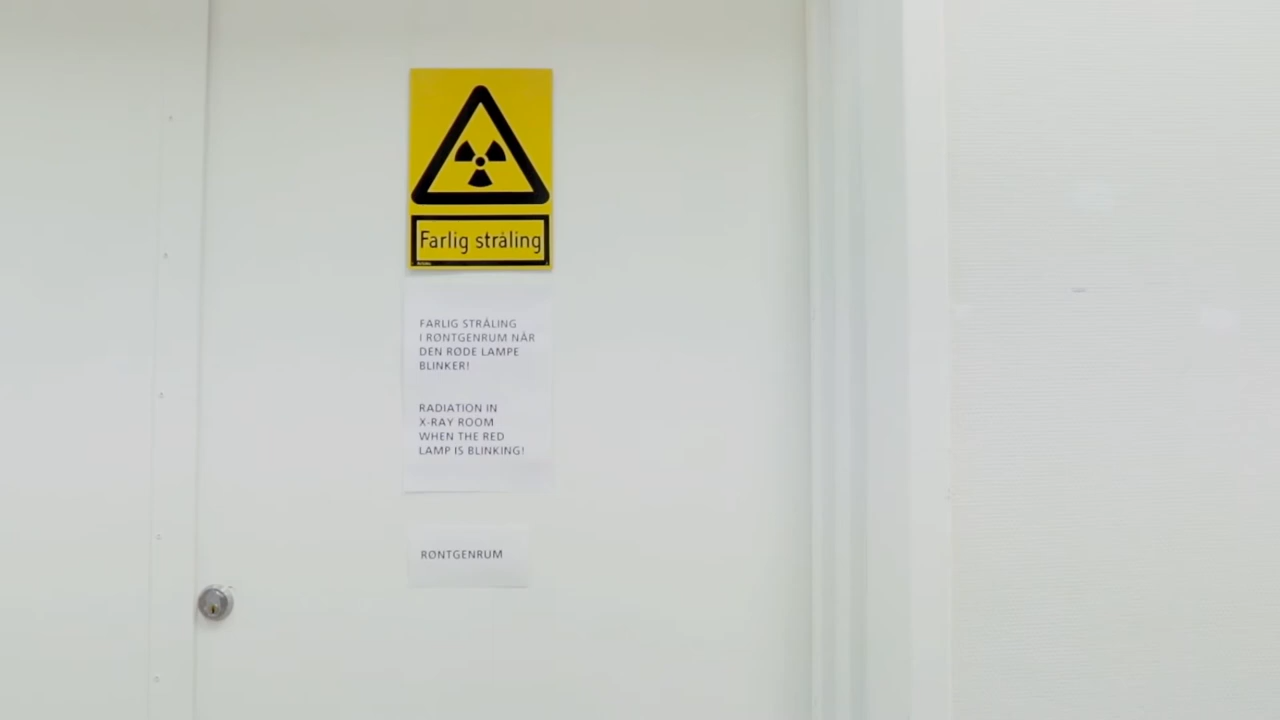 Farlig stråling
FARLIG STRÅLING
I RØNTGENRUM NÅR
DEN RØDE LAMPE
BLINKER!
RADIATION IN
X-RAY ROOM
WHEN THE RED
LAMP IS BLINKING!
RØNTGENRUM